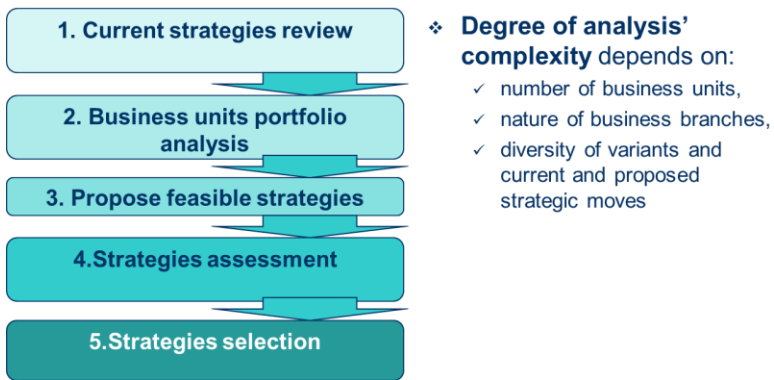 1. Current strategies review
2. Business units portfolio
analysis
3. Propose feasible strategies
4.Strategies assessment
5.Strategies selection
❖ Degree of analysis’
complexity depends on:
✓ number of business units,
✓ nature of business branches,
✓ diversity of variants and
current and proposed
strategic moves